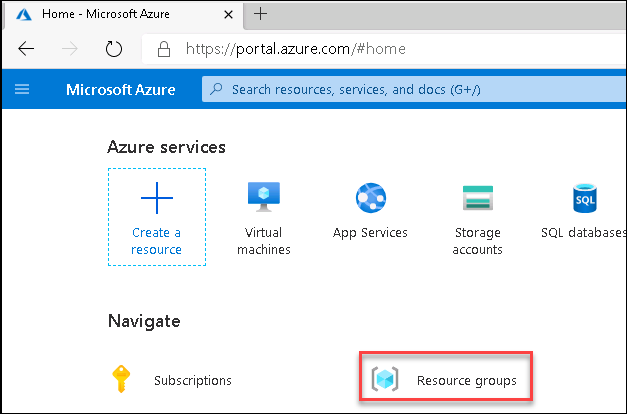 Home - Microsoft Azure
https://portal.azure.com/#home
Microsoft Azure
Search resources, services, and docs (G+/)
Azure services
Create a
resource
Virtual
machines
App Services
Storage
accounts
SQL
SQL databases
Navigate
Subscriptions
Resource groups